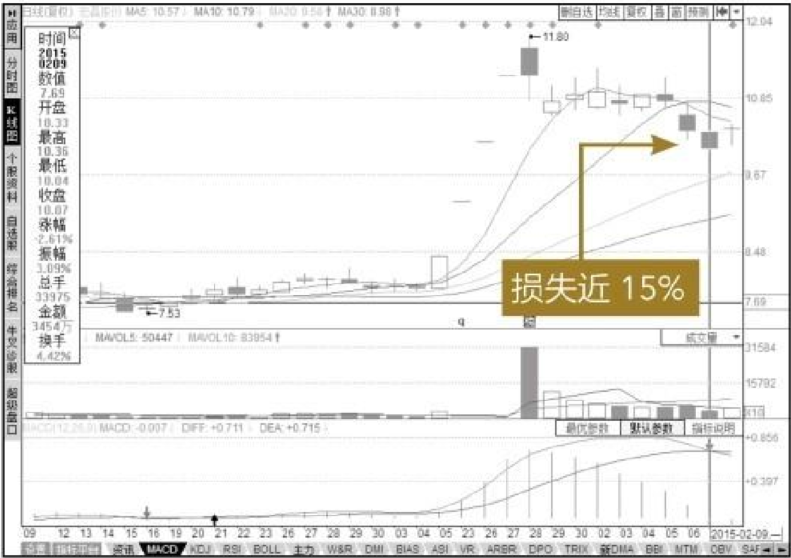 日线(复权) MA5: 10.57↓ MA10: 10.79↓ MA20: 9.58↑ MA30: 8.98↑
删自选 均线 复权 叠 窗 预测
应用
分时图
K线图
个股资料
自选股
综合排名
牛叉诊股
超级盘口
时间
2015
0209
数值
7.69
开盘
10.33
最高
10.36
最低
10.04
收盘
10.07
涨幅
-2.61%
振幅
3.09%
总手
33975
金额
3454万
换手
4.42%
12.04
10.85
9.67
8.48
7.69
←11.80
←7.53
损失近 15%
q
MAVOL5: 50447↓ MAVOL10: 83954↑
成交量
31584
15792
X10
MACD(12,26,9) MACD: -0.007↓ DIFF: +0.711↓ DEA: +0.715↓
最优参数 默认参数 指标说明
+0.856
+0.397
09 12 13 14 15 16 19 20 21 22 23 26 27 28 29 30 03 04 05 23 26 27 28 29 30 02 03 04 05 06 2015-02-09
设置 指标平台 资讯 MACD KDJ RSI BOLL 主力 W&R DMI BIAS ASI VR ARBR DPO TRIX 新DMA BBI MTM OBV SAR